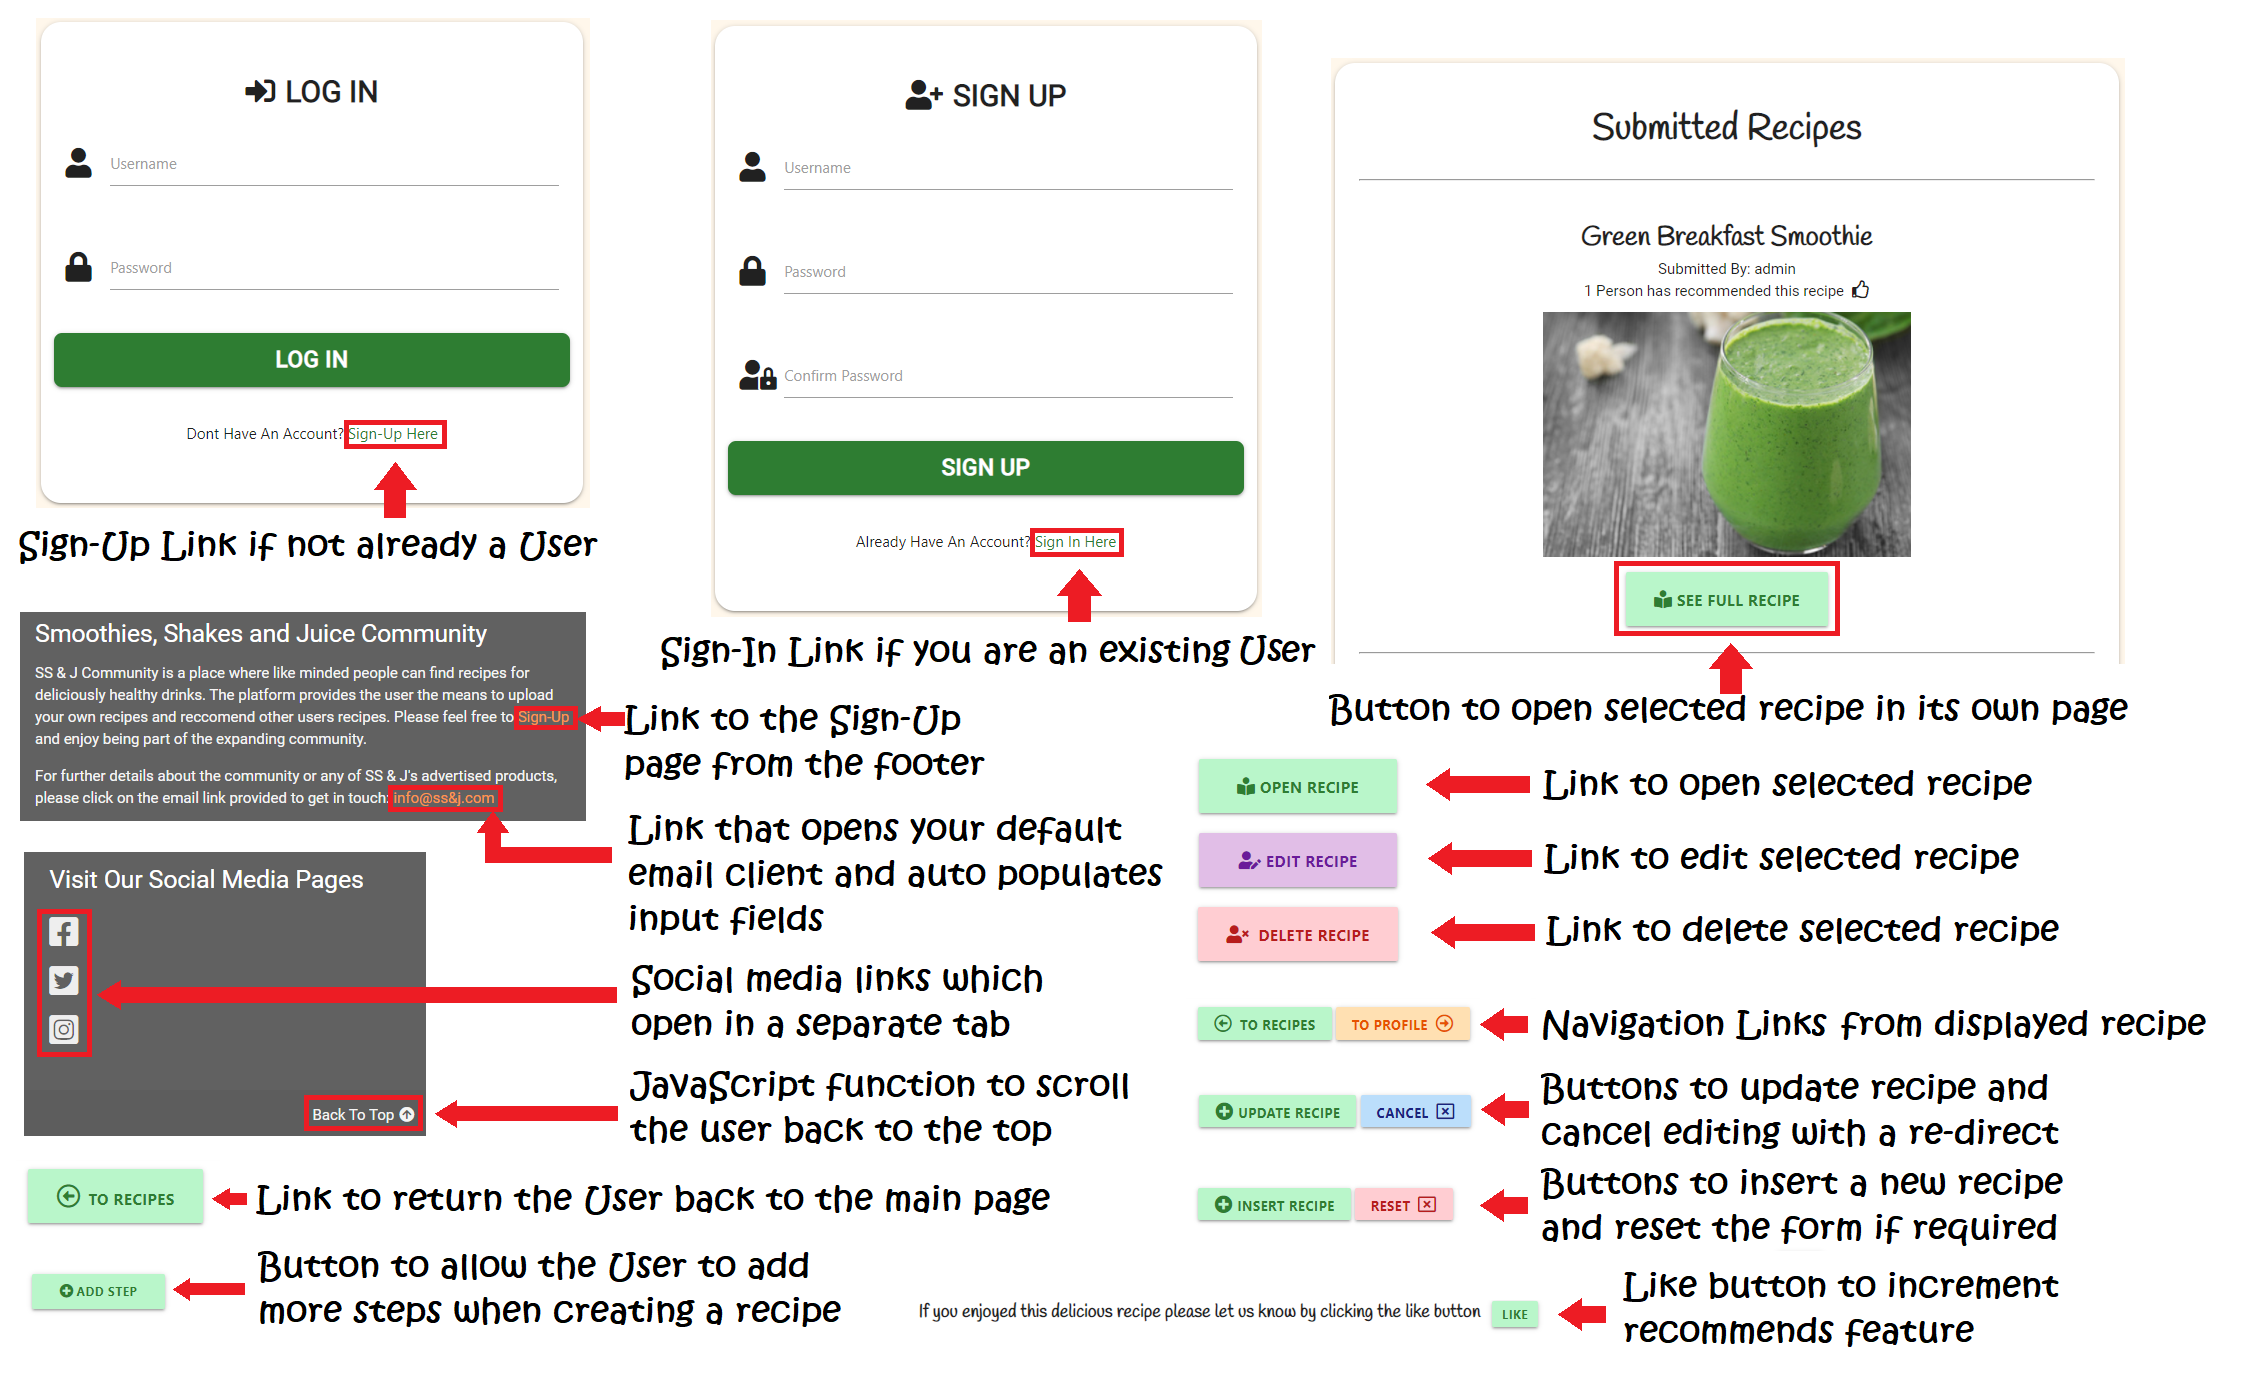 LOG IN
Username
Password
LOG IN
Dont Have An Account? Sign-Up Here
Sign-Up Link if not already a User
SIGN UP
Username
Password
Confirm Password
SIGN UP
Already Have An Account? Sign In Here
Sign-In Link if you are an existing User
Submitted Recipes
Green Breakfast Smoothie
Submitted By: admin
1 Person has recommended this recipe
SEE FULL RECIPE
Button to open selected recipe in its own page
Smoothies, Shakes and Juice Community
SS & J Community is a place where like minded people can find recipes for
deliciously healthy drinks. The platform provides the user the means to upload
your own recipes and reccomend other users recipes. Please feel free to Sign-Up
and enjoy being part of the expanding community.
For further details about the community or any of SS & J's advertised products,
please click on the email link provided to get in touch: info@ss&j.com
Link to the Sign-Up
page from the footer
Link that opens your default
email client and auto populates
input fields
Visit Our Social Media Pages
Social media links which
open in a separate tab
Back To Top
JavaScript function to scroll
the user back to the top
TO RECIPES
Link to return the User back to the main page
ADD STEP
Button to allow the User to add
more steps when creating a recipe
OPEN RECIPE
Link to open selected recipe
EDIT RECIPE
Link to edit selected recipe
DELETE RECIPE
Link to delete selected recipe
TO RECIPES
TO PROFILE
Navigation Links from displayed recipe
UPDATE RECIPE
CANCEL
Buttons to update recipe and
cancel editing with a re-direct
INSERT RECIPE
RESET
Buttons to insert a new recipe
and reset the form if required
If you enjoyed this delicious recipe please let us know by clicking the like button
LIKE
Like button to increment
recommends feature